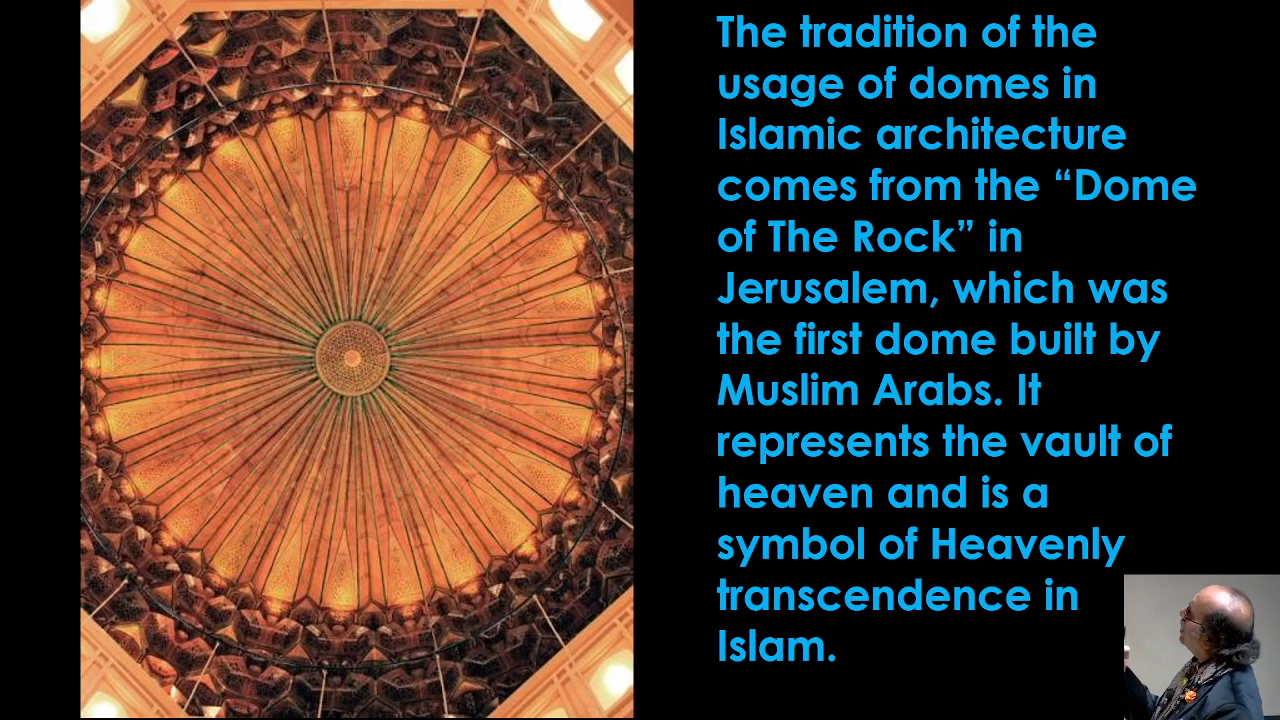 The tradition of the
usage of domes in
Islamic architecture
comes from the “Dome
of The Rock” in
Jerusalem, which was
the first dome built by
Muslim Arabs. It
represents the vault of
heaven and is a
symbol of Heavenly
transcendence in
Islam.